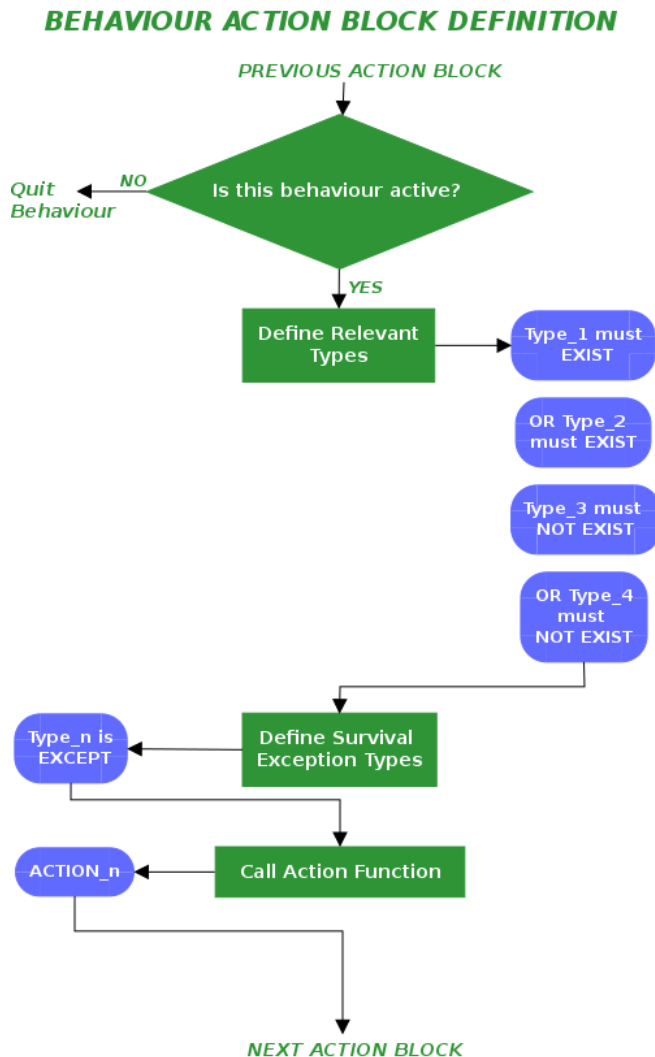 BEHAVIOUR ACTION BLOCK DEFINITION
PREVIOUS ACTION BLOCK
Is this behaviour active?
NO
Quit
Behaviour
YES
Define Relevant
Types
Type_1 must
EXIST
OR Type_2
must EXIST
Type_3 must
NOT EXIST
OR Type_4
must
NOT EXIST
Define Survival
Exception Types
Type_n is
EXCEPT
Call Action Function
ACTION_n
NEXT ACTION BLOCK